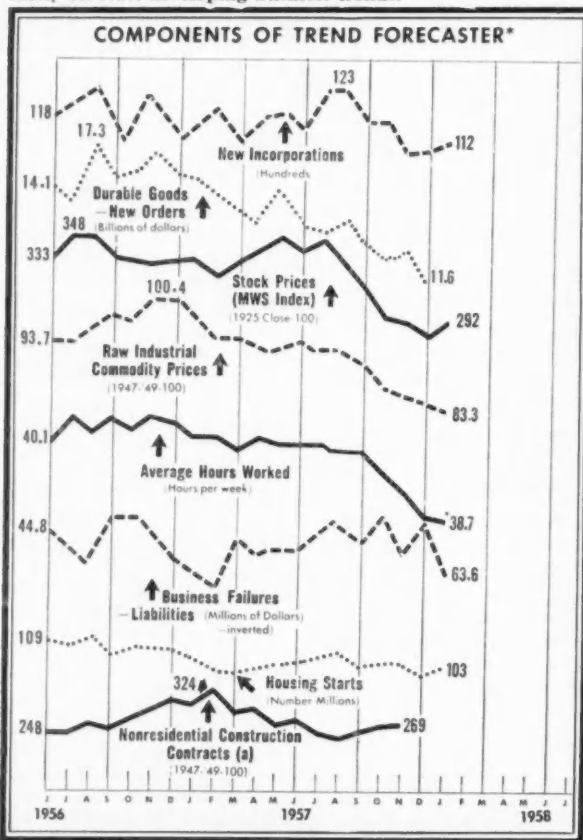 COMPONENTS OF TREND FORECASTER*
123
118
112
17.3
New Incorporations
(Hundreds
14.1
Durable Goods
—New Orders
(Billions of dollars)
348
333
11.6
Stock Prices
(MWS Index)
(1925 Close-100)
292
100.4
93.7
Raw Industrial
Commodity Prices
(1947-'49-100)
83.3
40.1
Average Hours Worked
(Hours per week)
38.7
44.8
63.6
Business Failures
—Liabilities (Millions of Dollars)
—inverted)
109
103
324
Housing Starts
(Number Millions)
248
269
Nonresidential Construction
Contracts (a)
(1947-'49-100)
J J A S O N D J F M A M J J A S O N D J F M A M J J
1956 1957 1958